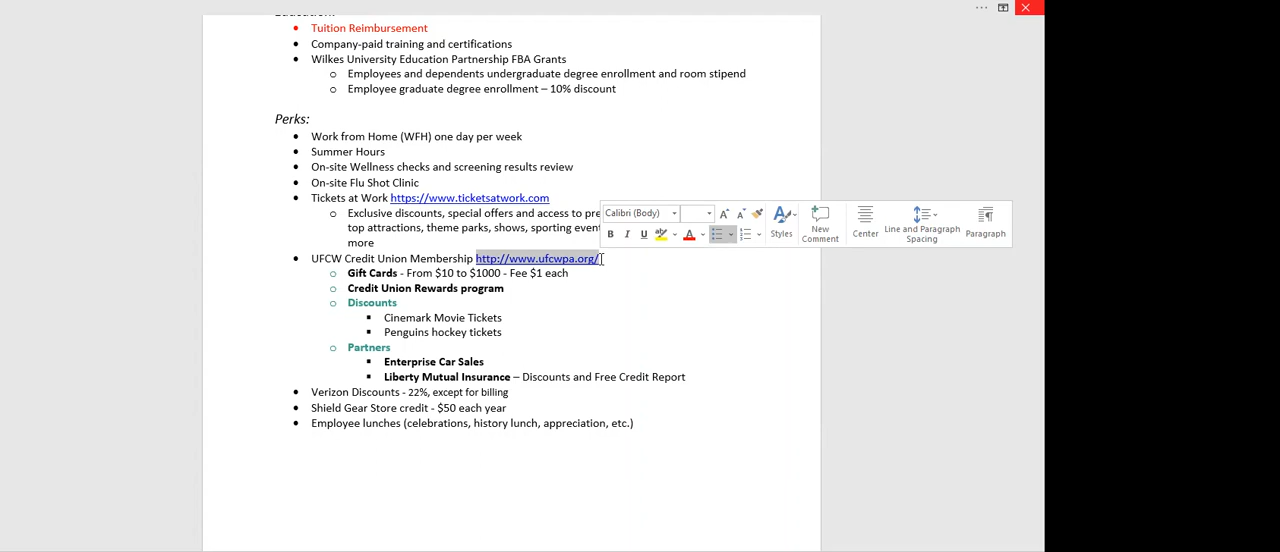 Tuition Reimbursement
Company-paid training and certifications
Wilkes University Education Partnership FBA Grants
Employees and dependents undergraduate degree enrollment and room stipend
Employee graduate degree enrollment – 10% discount
Perks:
Work from Home (WFH) one day per week
Summer Hours
On-site Wellness checks and screening results review
On-site Flu Shot Clinic
Tickets at Work https://www.ticketsatwork.com
Exclusive discounts, special offers and access to pre
top attractions, theme parks, shows, sporting event
more
UFCW Credit Union Membership http://www.ufcwpa.org/
Gift Cards - From $10 to $1000 - Fee $1 each
Credit Union Rewards program
Discounts
Cinemark Movie Tickets
Penguins hockey tickets
Partners
Enterprise Car Sales
Liberty Mutual Insurance – Discounts and Free Credit Report
Verizon Discounts - 22%, except for billing
Shield Gear Store credit - $50 each year
Employee lunches (celebrations, history lunch, appreciation, etc.)
Calibri (Body)
B I U A
Styles
New Comment
Center
Line and Paragraph Spacing
Paragraph